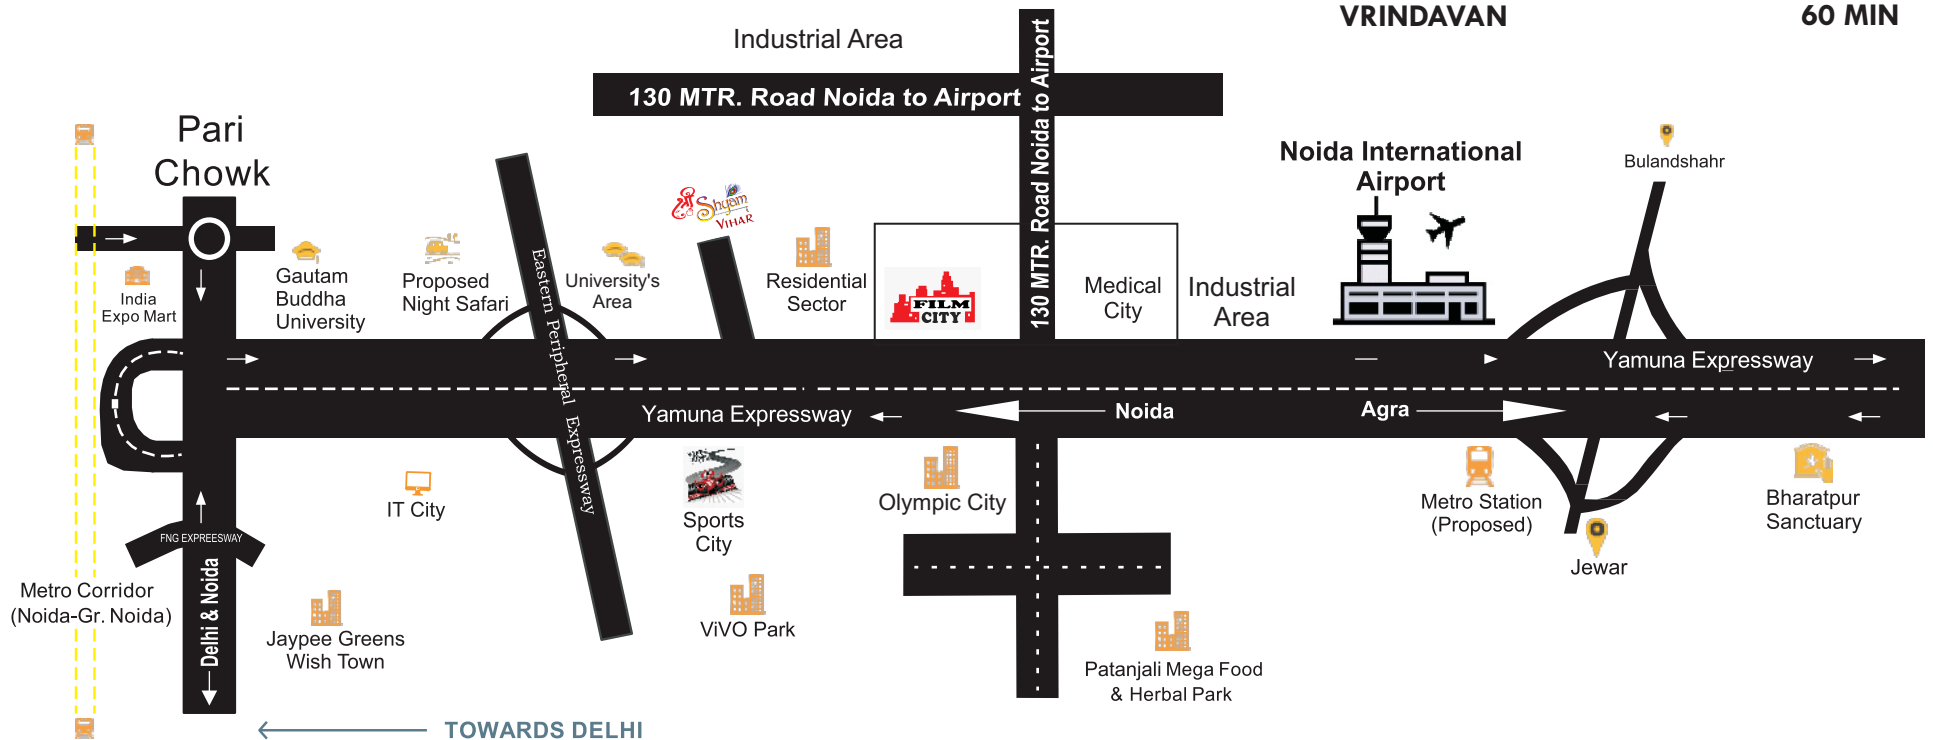 VRINDAVAN 60 MIN
Industrial Area
130 MTR. Road Noida to Airport
130 MTR. Road Noida to Airport
Pari
Chowk
Noida International
Airport
Bulandshahr
श्री Shyam
VIHAR
India
Expo Mart
Gautam
Buddha
University
Proposed
Night Safari
Eastern Peripheral Expressway
University's
Area
Residential
Sector
FILM
CITY
Medical
City
Industrial
Area
Yamuna Expressway
Yamuna Expressway
Noida
Agra
IT City
Sports
City
Olympic City
Metro Station
(Proposed)
Bharatpur
Sanctuary
Jewar
FNG EXPREESWAY
Delhi & Noida
Metro Corridor
(Noida-Gr. Noida)
Jaypee Greens
Wish Town
ViVO Park
Patanjali Mega Food
& Herbal Park
TOWARDS DELHI